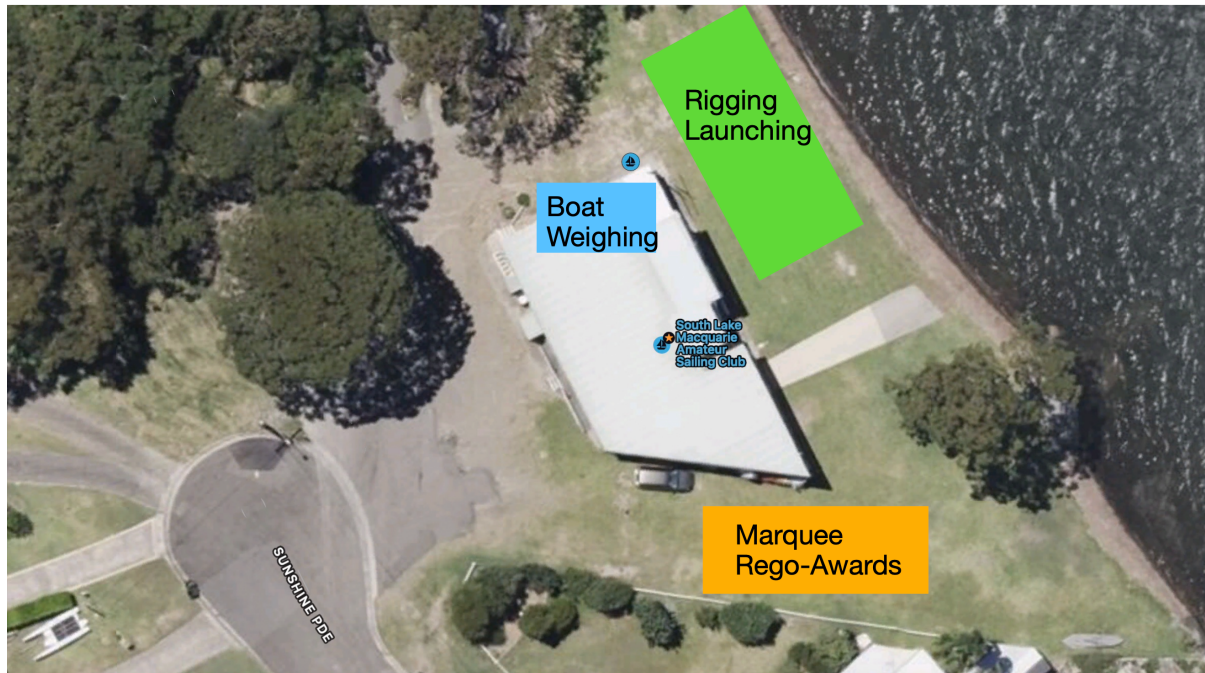 Rigging
Launching
Boat
Weighing
South Lake
Macquarie
Amateur
Sailing Club
Marquee
Rego-Awards
SUNSHINE PDE